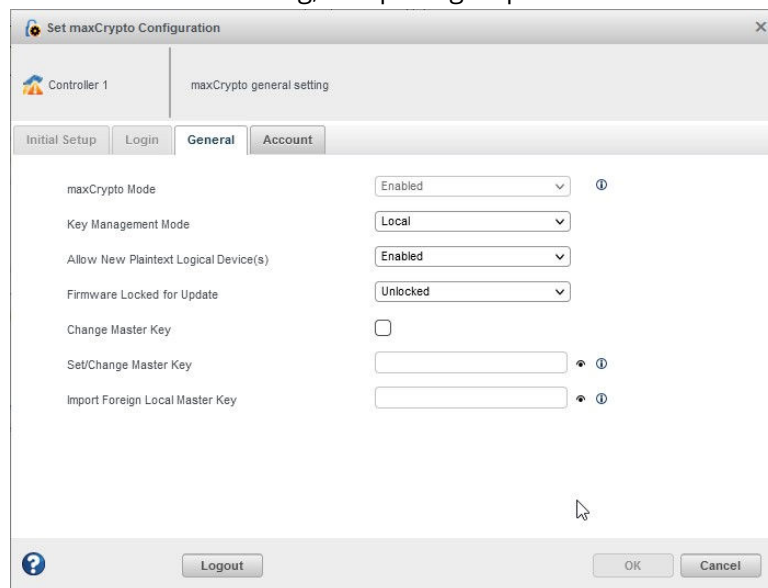 Set maxCrypto Configuration
Controller 1
maxCrypto general setting
Initial Setup
Login
General
Account
maxCrypto Mode
Enabled
Key Management Mode
Local
Allow New Plaintext Logical Device(s)
Enabled
Firmware Locked for Update
Unlocked
Change Master Key
Set/Change Master Key
Import Foreign Local Master Key
Logout
OK
Cancel